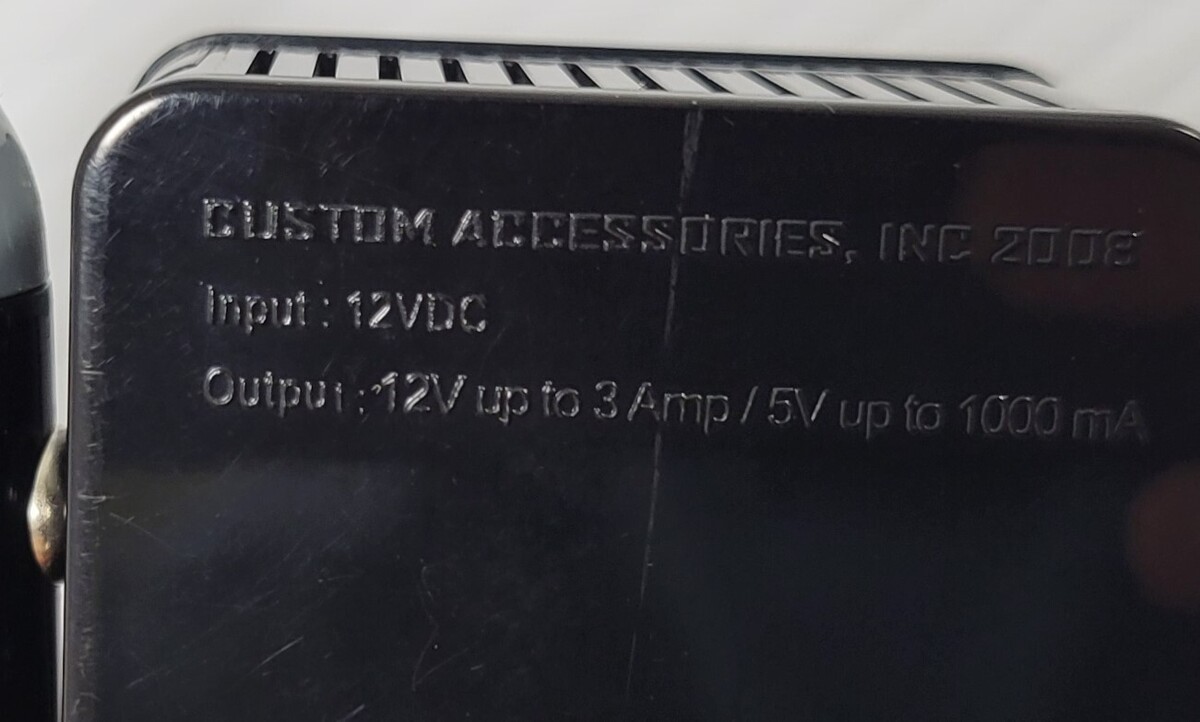 CUSTOM ACCESSORIES, INC 2008
Input : 12VDC
Output : 12V up to 3 Amp / 5V up to 1000 mA